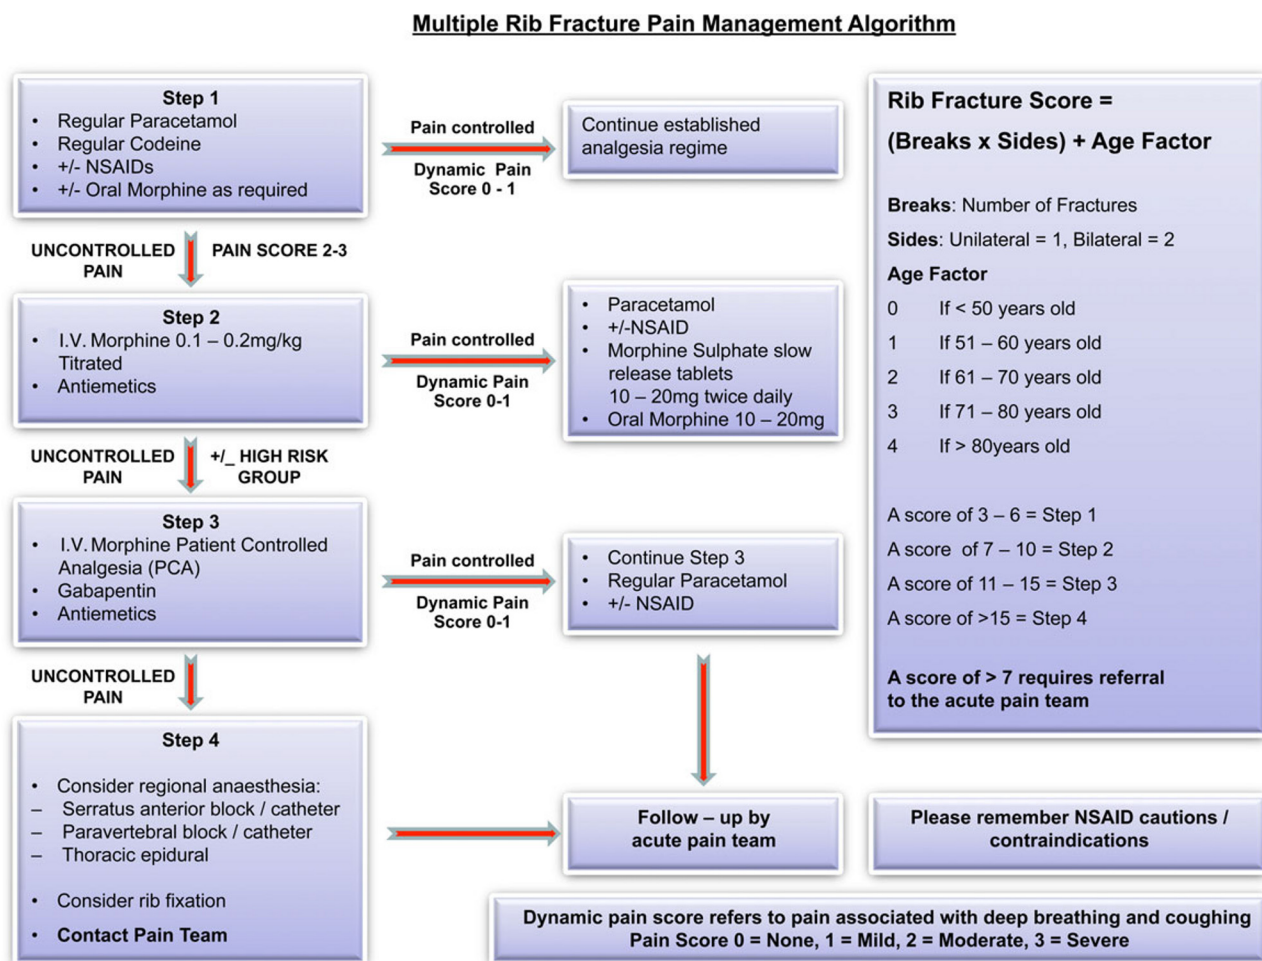 Multiple Rib Fracture Pain Management Algorithm
Step 1
• Regular Paracetamol
• Regular Codeine
• +/- NSAIDs
• +/- Oral Morphine as required
Pain controlled
Dynamic Pain
Score 0 - 1
Continue established
analgesia regime
UNCONTROLLED
PAIN
PAIN SCORE 2-3
Step 2
• I.V. Morphine 0.1 – 0.2mg/kg
Titrated
• Antiemetics
Pain controlled
Dynamic Pain
Score 0-1
• Paracetamol
• +/-NSAID
• Morphine Sulphate slow
release tablets
10 – 20mg twice daily
• Oral Morphine 10 – 20mg
UNCONTROLLED
PAIN
+/_ HIGH RISK
GROUP
Step 3
• I.V. Morphine Patient Controlled
Analgesia (PCA)
• Gabapentin
• Antiemetics
Pain controlled
Dynamic Pain
Score 0-1
• Continue Step 3
• Regular Paracetamol
• +/- NSAID
UNCONTROLLED
PAIN
Step 4
• Consider regional anaesthesia:
– Serratus anterior block / catheter
– Paravertebral block / catheter
– Thoracic epidural
• Consider rib fixation
• Contact Pain Team
Follow – up by
acute pain team
Rib Fracture Score =
(Breaks x Sides) + Age Factor
Breaks: Number of Fractures
Sides: Unilateral = 1, Bilateral = 2
Age Factor
0 If < 50 years old
1 If 51 – 60 years old
2 If 61 – 70 years old
3 If 71 – 80 years old
4 If > 80years old
A score of 3 – 6 = Step 1
A score of 7 – 10 = Step 2
A score of 11 – 15 = Step 3
A score of >15 = Step 4
A score of > 7 requires referral
to the acute pain team
Please remember NSAID cautions /
contraindications
Dynamic pain score refers to pain associated with deep breathing and coughing
Pain Score 0 = None, 1 = Mild, 2 = Moderate, 3 = Severe